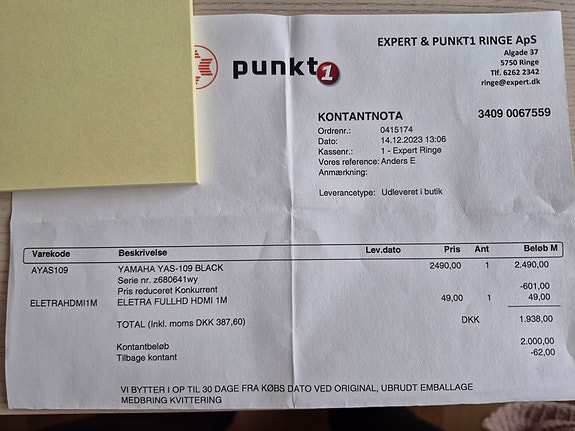 punkt1
EXPERT & PUNKT1 RINGE ApS
Algade 37
5750 Ringe
Tlf. 6262 2342
ringe@expert.dk
KONTANTNOTA 3409 0067559
Ordrenr.: 0415174
Dato: 14.12.2023 13:06
Kassenr.: 1 - Expert Ringe
Vores reference: Anders E
Anmærkning:
Leverancetype: Udleveret i butik
Varekode Beskrivelse Lev.dato Pris Ant Beløb M
AYAS109 YAMAHA YAS-109 BLACK 2490,00 1 2.490,00
Serie nr. z680641wy
Pris reduceret Konkurrent -601,00
ELETRAHDMI1M ELETRA FULLHD HDMI 1M 49,00 1 49,00
TOTAL (Inkl. moms DKK 387,60) DKK 1.938,00
Kontantbeløb 2.000,00
Tilbage kontant -62,00
VI BYTTER I OP TIL 30 DAGE FRA KØBS DATO VED ORIGINAL, UBRUDT EMBALLAGE
MEDBRING KVITTERING